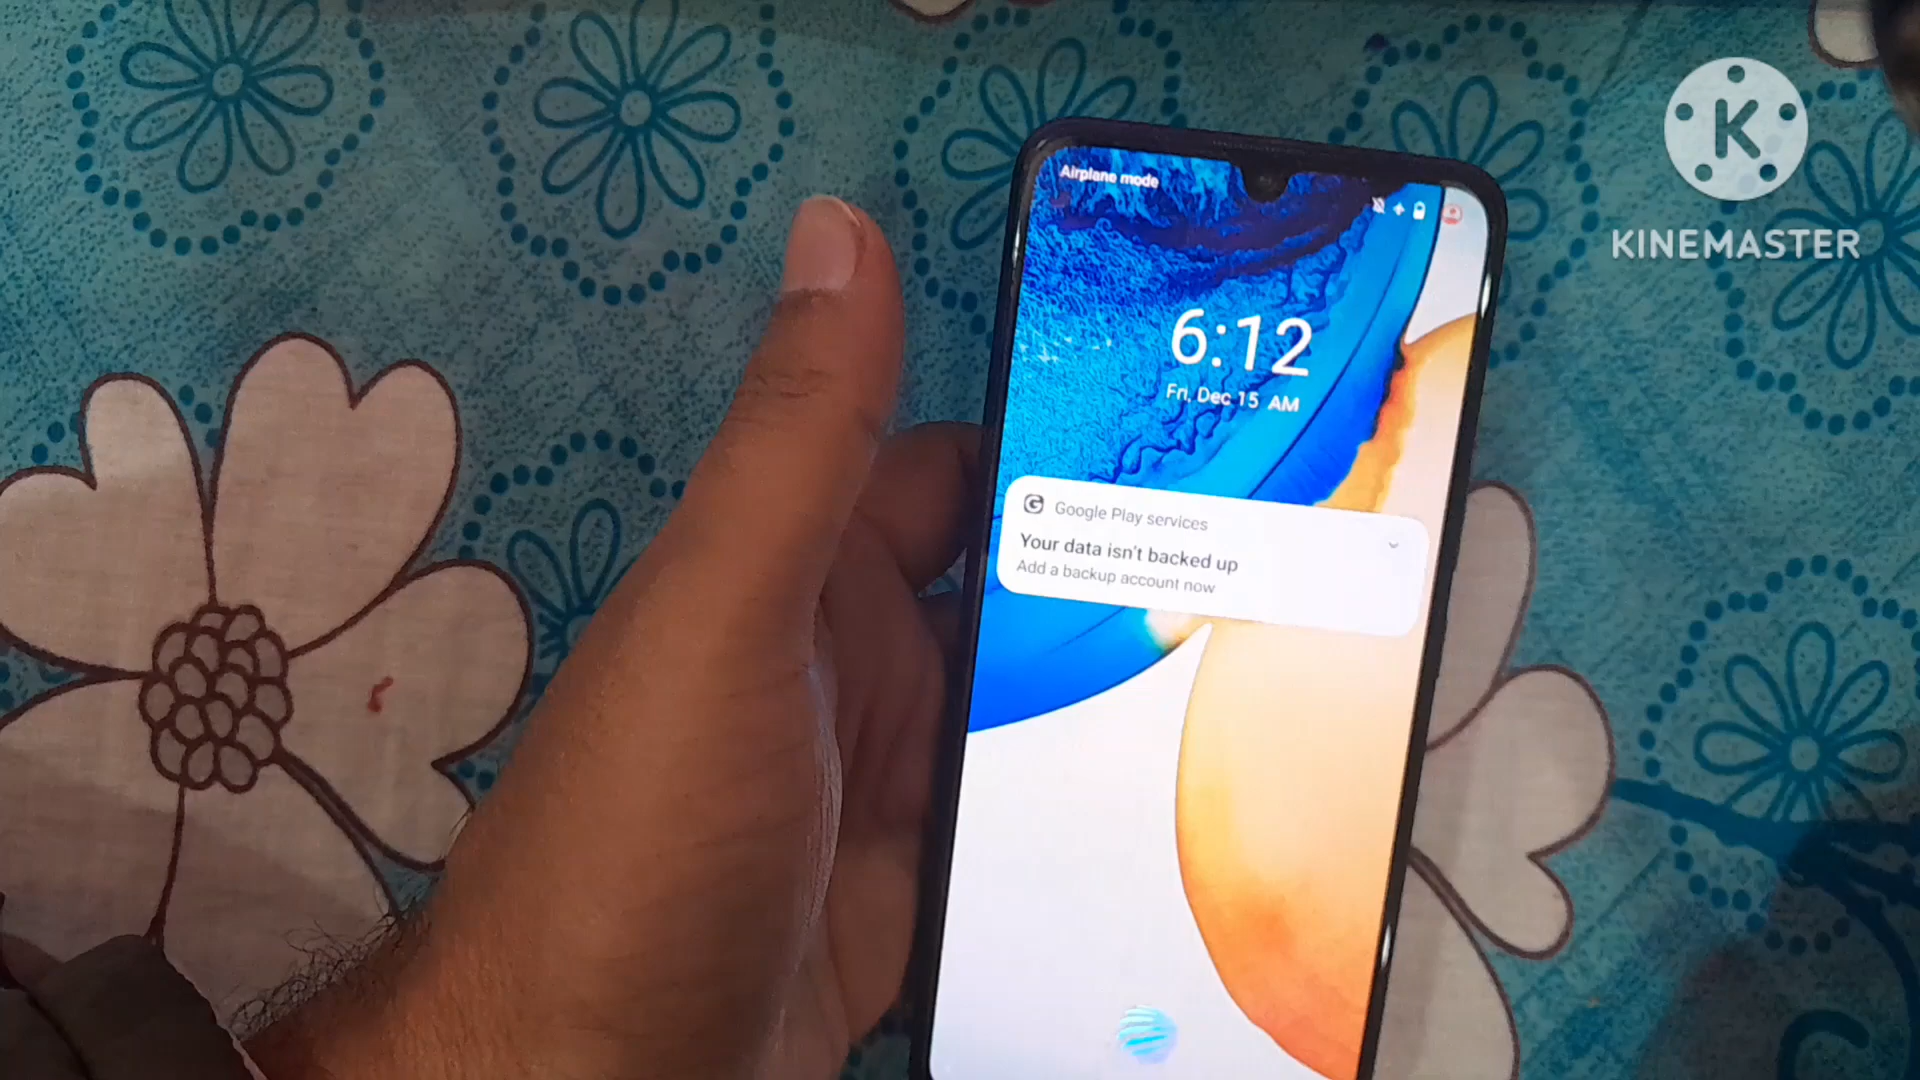 Airplane mode
6:12
Fri, Dec 15 AM
Google Play services
Your data isn't backed up
Add a backup account now
K
KINEMASTER